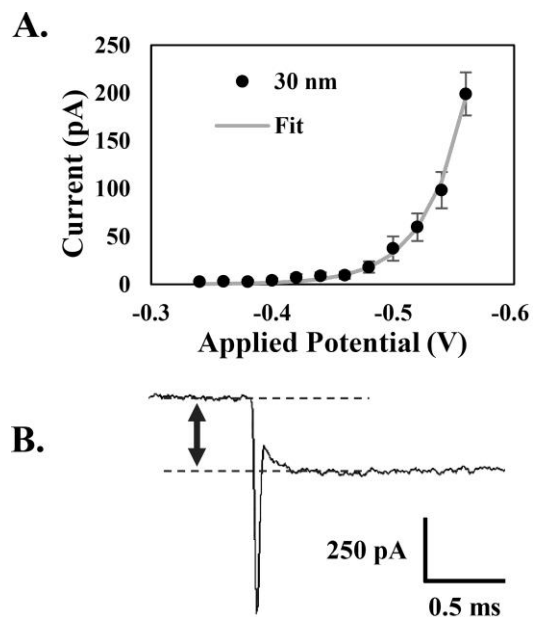 A.
250
200
150
100
50
0
Current (pA)
30 nm
Fit
-0.3
-0.4
-0.5
-0.6
Applied Potential (V)
B.
250 pA
0.5 ms